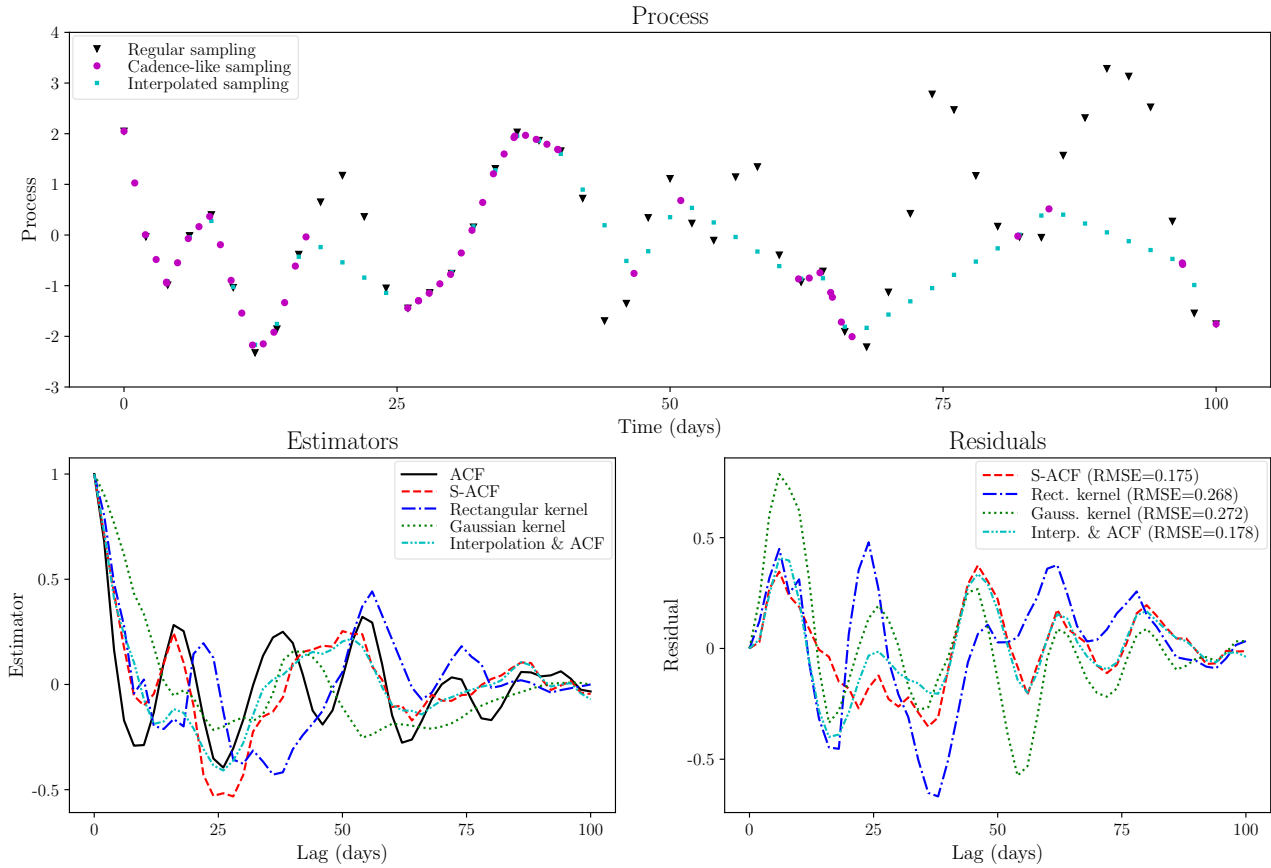 Process
4
3
2
1
0
-1
-2
-3
Process
Regular sampling
Cadence-like sampling
Interpolated sampling
0
25
50
75
100
Time (days)
Estimators
1
0.5
0
-0.5
Estimator
ACF
S-ACF
Rectangular kernel
Gaussian kernel
Interpolation & ACF
0
25
50
75
100
Lag (days)
Residuals
0.5
0
-0.5
Residual
S-ACF (RMSE=0.175)
Rect. kernel (RMSE=0.268)
Gauss. kernel (RMSE=0.272)
Interp. & ACF (RMSE=0.178)
0
25
50
75
100
Lag (days)